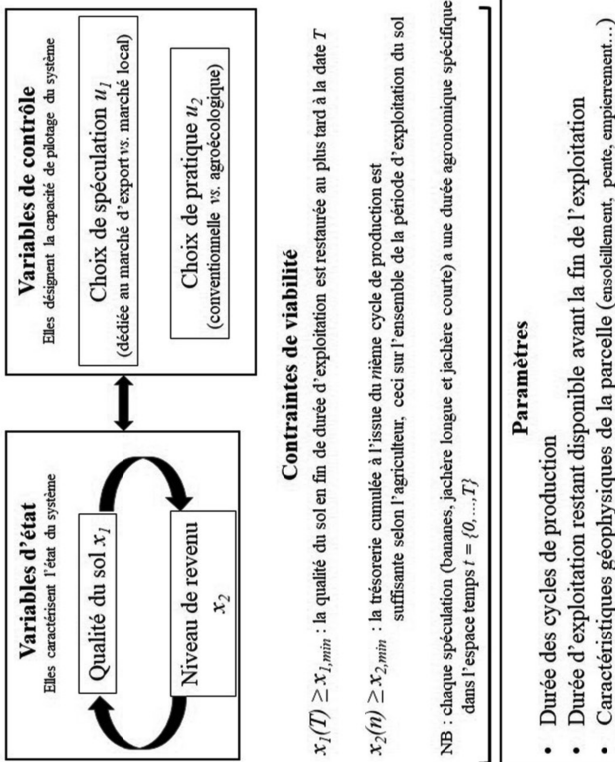 Variables d'état
Elles caractérisent l'état du système
Qualité du sol x1
Niveau de revenu
x2
Variables de contrôle
Elles désignent la capacité de pilotage du système
Choix de spéculation u1
(dédiée au marché d'export vs. marché local)
Choix de pratique u2
(conventionnelle vs. agroécologique)
Contraintes de viabilité
x1(T) ≥ x1,min : la qualité du sol en fin de durée d'exploitation est restaurée au plus tard à la date T
x2(n) ≥ x2,min : la trésorerie cumulée à l'issue du nième cycle de production est
suffisante selon l'agriculteur, ceci sur l'ensemble de la période d'exploitation du sol
NB : chaque spéculation (bananes, jachère longue et jachère courte) a une durée agronomique spécifique
dans l'espace temps t = {0,...,T}
Paramètres
• Durée des cycles de production
• Durée d'exploitation restant disponible avant la fin de l'exploitation
• Caractéristiques géophysiques de la parcelle (ensoleillement, pente, empierrement…)